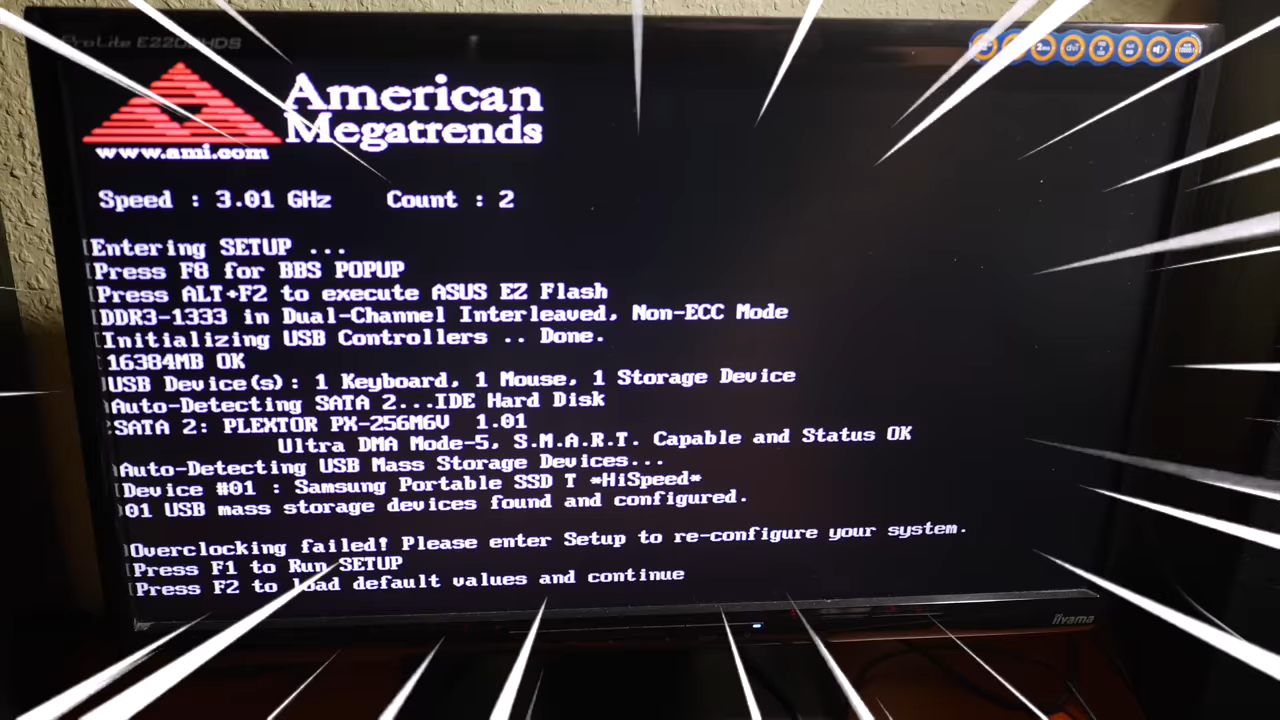 American
Megatrends
www.ami.com
Speed : 3.01 GHz Count : 2
Entering SETUP ...
Press F8 for BBS POPUP
Press ALT+F2 to execute ASUS EZ Flash
DDR3-1333 in Dual-Channel Interleaved, Non-ECC Mode
Initializing USB Controllers .. Done.
16384MB OK
USB Device(s): 1 Keyboard, 1 Mouse, 1 Storage Device
Auto-Detecting SATA 2...IDE Hard Disk
SATA 2: PLEXTOR PX-256M6V 1.01
Ultra DMA Mode-5, S.M.A.R.T. Capable and Status OK
Auto-Detecting USB Mass Storage Devices...
Device #01 : Samsung Portable SSD T *HiSpeed*
01 USB mass storage devices found and configured.
Overclocking failed! Please enter Setup to re-configure your system.
Press F1 to Run SETUP
Press F2 to load default values and continue
iiyama